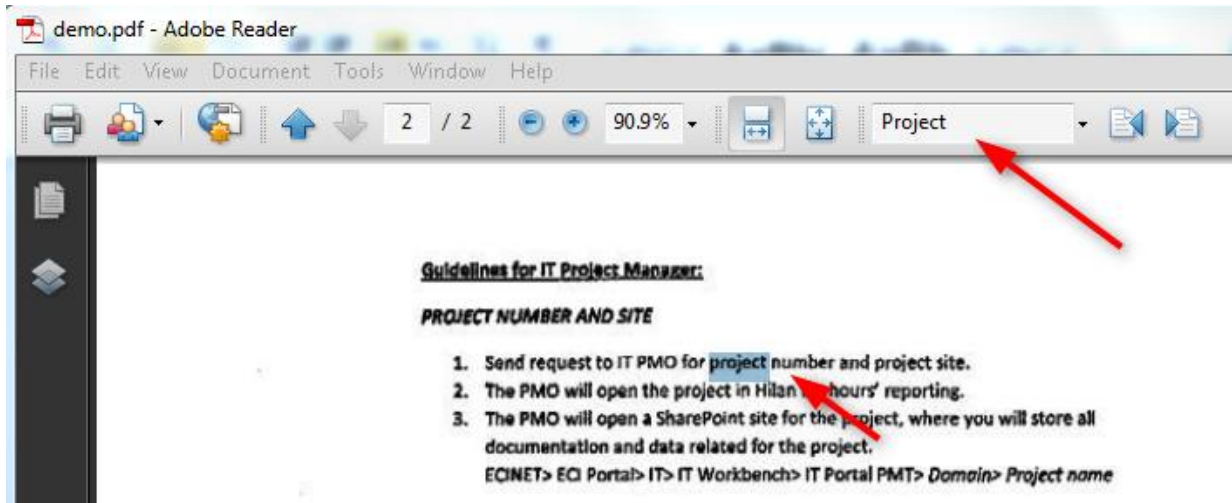 demo.pdf - Adobe Reader
File Edit View Document Tools Window Help
2 / 2 90.9% Project
Guidelines for IT Project Manager:
PROJECT NUMBER AND SITE
1. Send request to IT PMO for project number and project site.
2. The PMO will open the project in Hilan hours' reporting.
3. The PMO will open a SharePoint site for the project, where you will store all
documentation and data related for the project.
ECINET> ECI Portal> IT> IT Workbench> IT Portal PMT> Domain> Project name